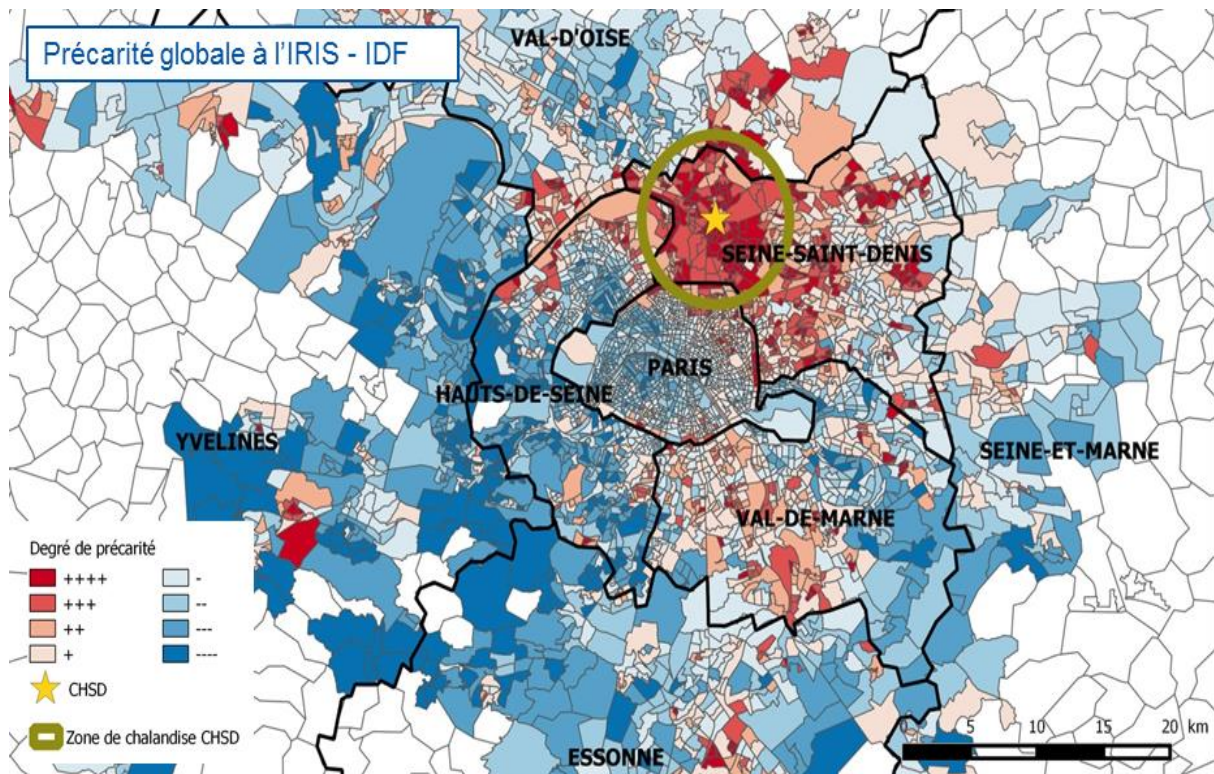 Précarité globale à l'IRIS - IDF
VAL-D'OISE
SEINE-SAINT-DENIS
PARIS
HAUTS-DE-SEINE
YVELINES
SEINE-ET-MARNE
VAL-DE-MARNE
ESSONNE
Degré de précarité
++++ -
+++ --
++ ---
+ ----
CHSD
Zone de chalandise CHSD
0 5 10 15 20 km